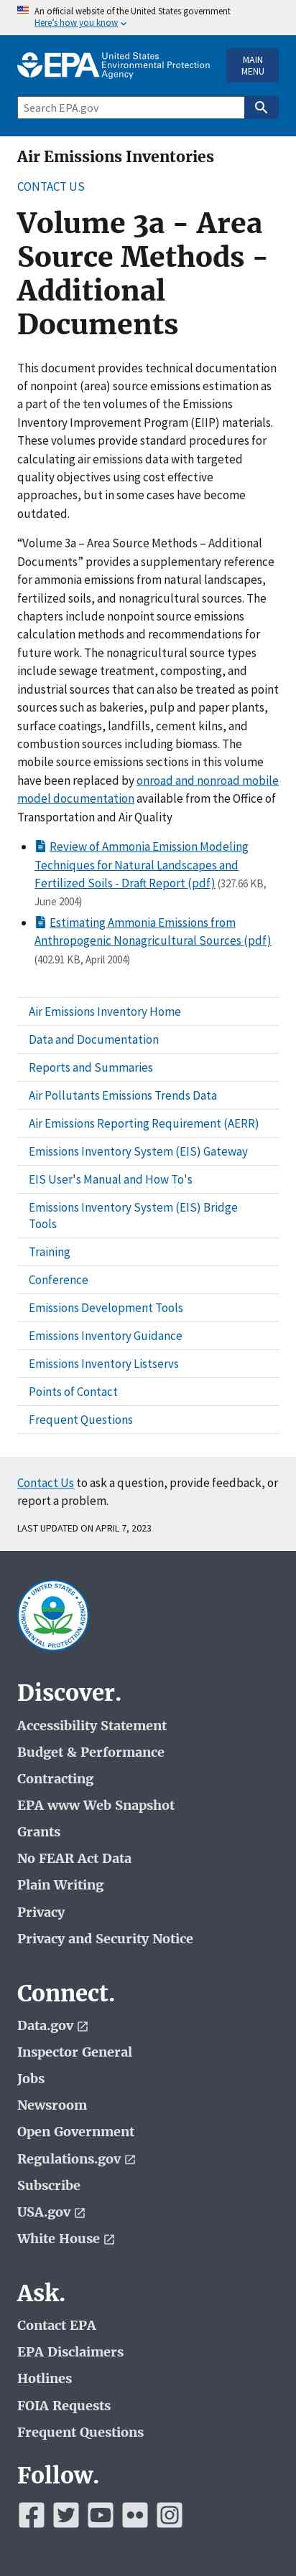 An official website of the United States government
Here's how you know
EPA United States
Environmental Protection
Agency
MAIN
MENU
Search EPA.gov
Air Emissions Inventories
CONTACT US
Volume 3a - Area
Source Methods -
Additional
Documents
This document provides technical documentation
of nonpoint (area) source emissions estimation as
a part of the ten volumes of the Emissions
Inventory Improvement Program (EIIP) materials.
These volumes provide standard procedures for
calculating air emissions data with targeted
quality objectives using cost effective
approaches, but in some cases have become
outdated.
“Volume 3a – Area Source Methods – Additional
Documents” provides a supplementary reference
for ammonia emissions from natural landscapes,
fertilized soils, and nonagricultural sources. The
chapters include nonpoint source emissions
calculation methods and recommendations for
future work. The nonagricultural source types
include sewage treatment, composting, and
industrial sources that can also be treated as point
sources such as bakeries, pulp and paper plants,
surface coatings, landfills, cement kilns, and
combustion sources including biomass. The
mobile source emissions sections in this volume
have been replaced by onroad and nonroad mobile
model documentation available from the Office of
Transportation and Air Quality
Review of Ammonia Emission Modeling
Techniques for Natural Landscapes and
Fertilized Soils - Draft Report (pdf) (327.66 KB,
June 2004)
Estimating Ammonia Emissions from
Anthropogenic Nonagricultural Sources (pdf)
(402.91 KB, April 2004)
Air Emissions Inventory Home
Data and Documentation
Reports and Summaries
Air Pollutants Emissions Trends Data
Air Emissions Reporting Requirement (AERR)
Emissions Inventory System (EIS) Gateway
EIS User's Manual and How To's
Emissions Inventory System (EIS) Bridge
Tools
Training
Conference
Emissions Development Tools
Emissions Inventory Guidance
Emissions Inventory Listservs
Points of Contact
Frequent Questions
Contact Us to ask a question, provide feedback, or
report a problem.
LAST UPDATED ON APRIL 7, 2023
UNITED STATES
ENVIRONMENTAL PROTECTION AGENCY
Discover.
Accessibility Statement
Budget & Performance
Contracting
EPA www Web Snapshot
Grants
No FEAR Act Data
Plain Writing
Privacy
Privacy and Security Notice
Connect.
Data.gov
Inspector General
Jobs
Newsroom
Open Government
Regulations.gov
Subscribe
USA.gov
White House
Ask.
Contact EPA
EPA Disclaimers
Hotlines
FOIA Requests
Frequent Questions
Follow.